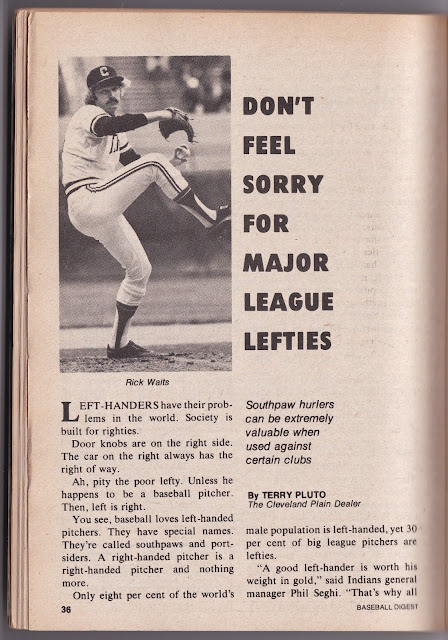 C
DON'T
FEEL
SORRY
FOR
MAJOR
LEAGUE
LEFTIES
Rick Waits
LEFT-HANDERS have their prob-
lems in the world. Society is
built for righties.
Door knobs are on the right side.
The car on the right always has the
right of way.
Ah, pity the poor lefty. Unless he
happens to be a baseball pitcher.
Then, left is right.
You see, baseball loves left-handed
pitchers. They have special names.
They're called southpaws and port-
siders. A right-handed pitcher is a
right-handed pitcher and nothing
more.
Only eight per cent of the world's
Southpaw hurlers
can be extremely
valuable when
used against
certain clubs
By TERRY PLUTO
The Cleveland Plain Dealer
male population is left-handed, yet 30
per cent of big league pitchers are
lefties.
"A good left-hander is worth his
weight in gold," said Indians general
manager Phil Seghi. "That's why all
36
BASEBALL DIGEST